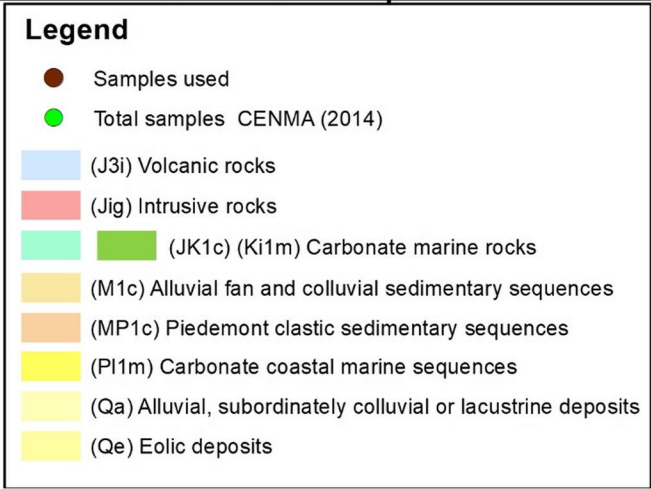 Legend
Samples used
Total samples CENMA (2014)
(J3i) Volcanic rocks
(Jig) Intrusive rocks
(JK1c) (Ki1m) Carbonate marine rocks
(M1c) Alluvial fan and colluvial sedimentary sequences
(MP1c) Piedemont clastic sedimentary sequences
(Pl1m) Carbonate coastal marine sequences
(Qa) Alluvial, subordinately colluvial or lacustrine deposits
(Qe) Eolic deposits